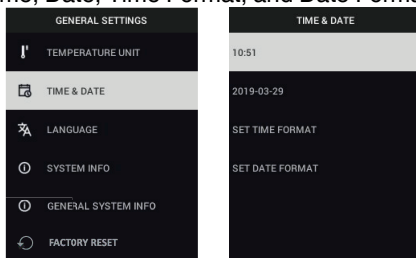 GENERAL SETTINGS
TEMPERATURE UNIT
TIME & DATE
LANGUAGE
SYSTEM INFO
GENERAL SYSTEM INFO
FACTORY RESET
TIME & DATE
10:51
2019-03-29
SET TIME FORMAT
SET DATE FORMAT